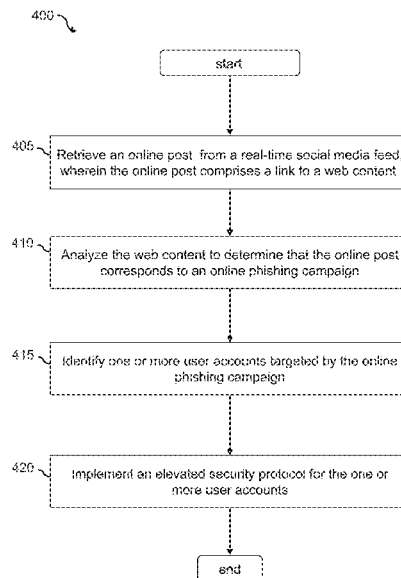 400
start
405
Retrieve an online post from a real-time social media feed,
wherein the online post comprises a link to a web content
410
Analyze the web content to determine that the online post
corresponds to an online phishing campaign
415
Identify one or more user accounts targeted by the online
phishing campaign
420
Implement an elevated security protocol for the one or
more user accounts
end